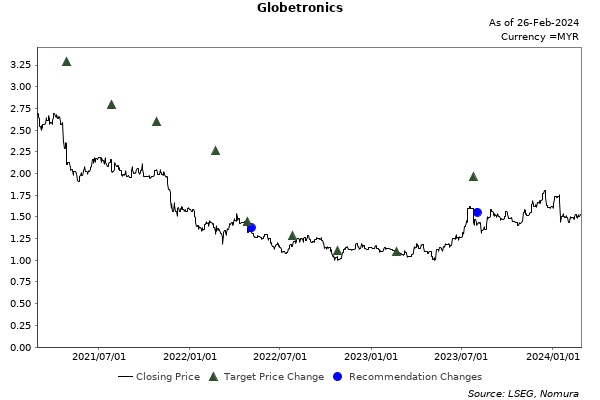 Globetronics
As of 26-Feb-2024
Currency =MYR
3.25
3.00
2.75
2.50
2.25
2.00
1.75
1.50
1.25
1.00
0.75
0.50
0.25
0.00
2021/07/01 2022/01/01 2022/07/01 2023/01/01 2023/07/01 2024/01/01
Closing Price Target Price Change Recommendation Changes
Source: LSEG, Nomura